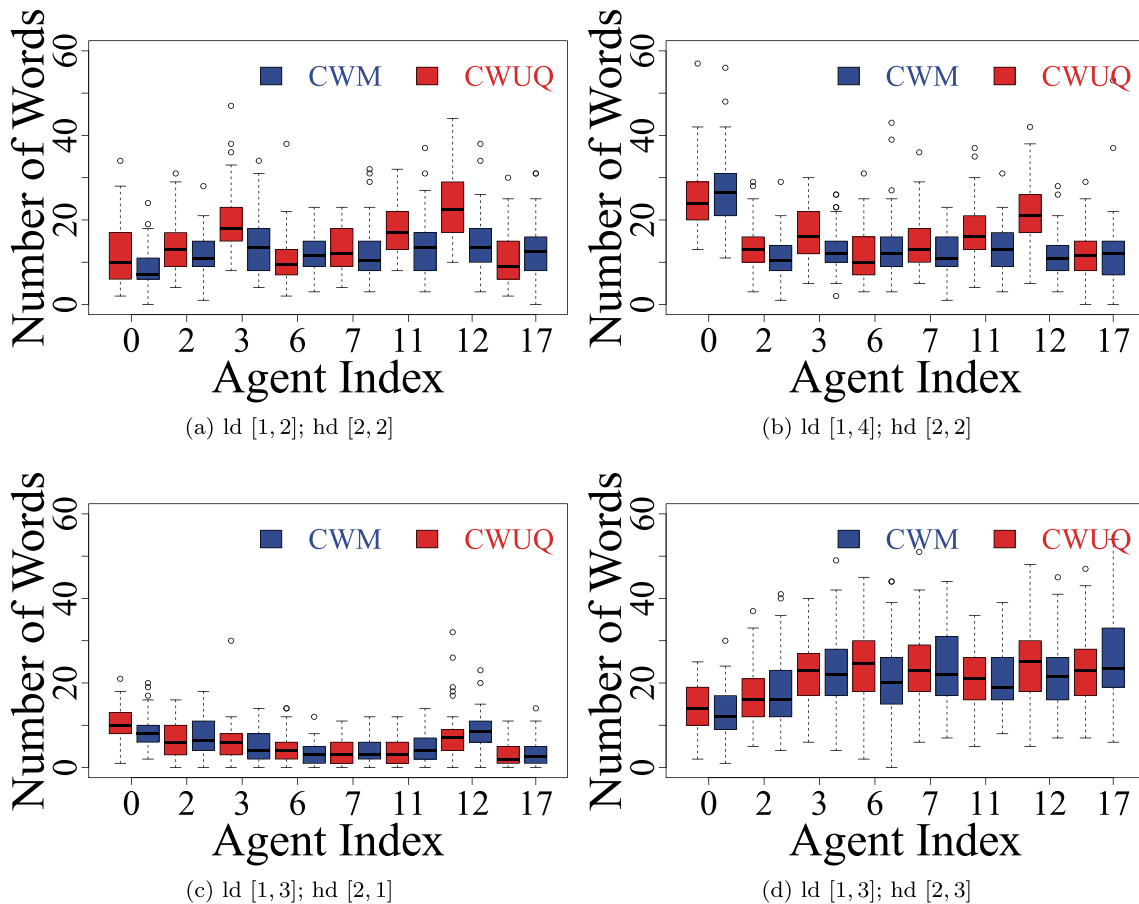 Number of Words
0 20 40 60
CWM CWUQ
0 2 3 6 7 11 12 17
Agent Index
(a) ld [1, 2]; hd [2, 2]
Number of Words
0 20 40 60
CWM CWUQ
0 2 3 6 7 11 12 17
Agent Index
(b) ld [1, 4]; hd [2, 2]
Number of Words
0 20 40 60
CWM CWUQ
0 2 3 6 7 11 12 17
Agent Index
(c) ld [1, 3]; hd [2, 1]
Number of Words
0 20 40 60
CWM CWUQ
0 2 3 6 7 11 12 17
Agent Index
(d) ld [1, 3]; hd [2, 3]